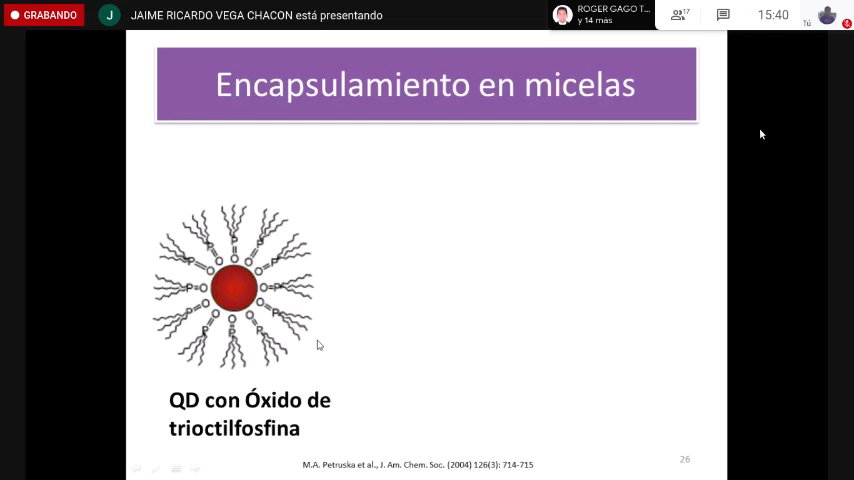 GRABANDO
J
JAIME RICARDO VEGA CHACON está presentando
ROGER GAGO T...
y 14 más
17
15:40
Tú
Encapsulamiento en micelas
QD con Óxido de
trioctilfosfina
M.A. Petruska et al., J. Am. Chem. Soc. (2004) 126(3): 714-715
26